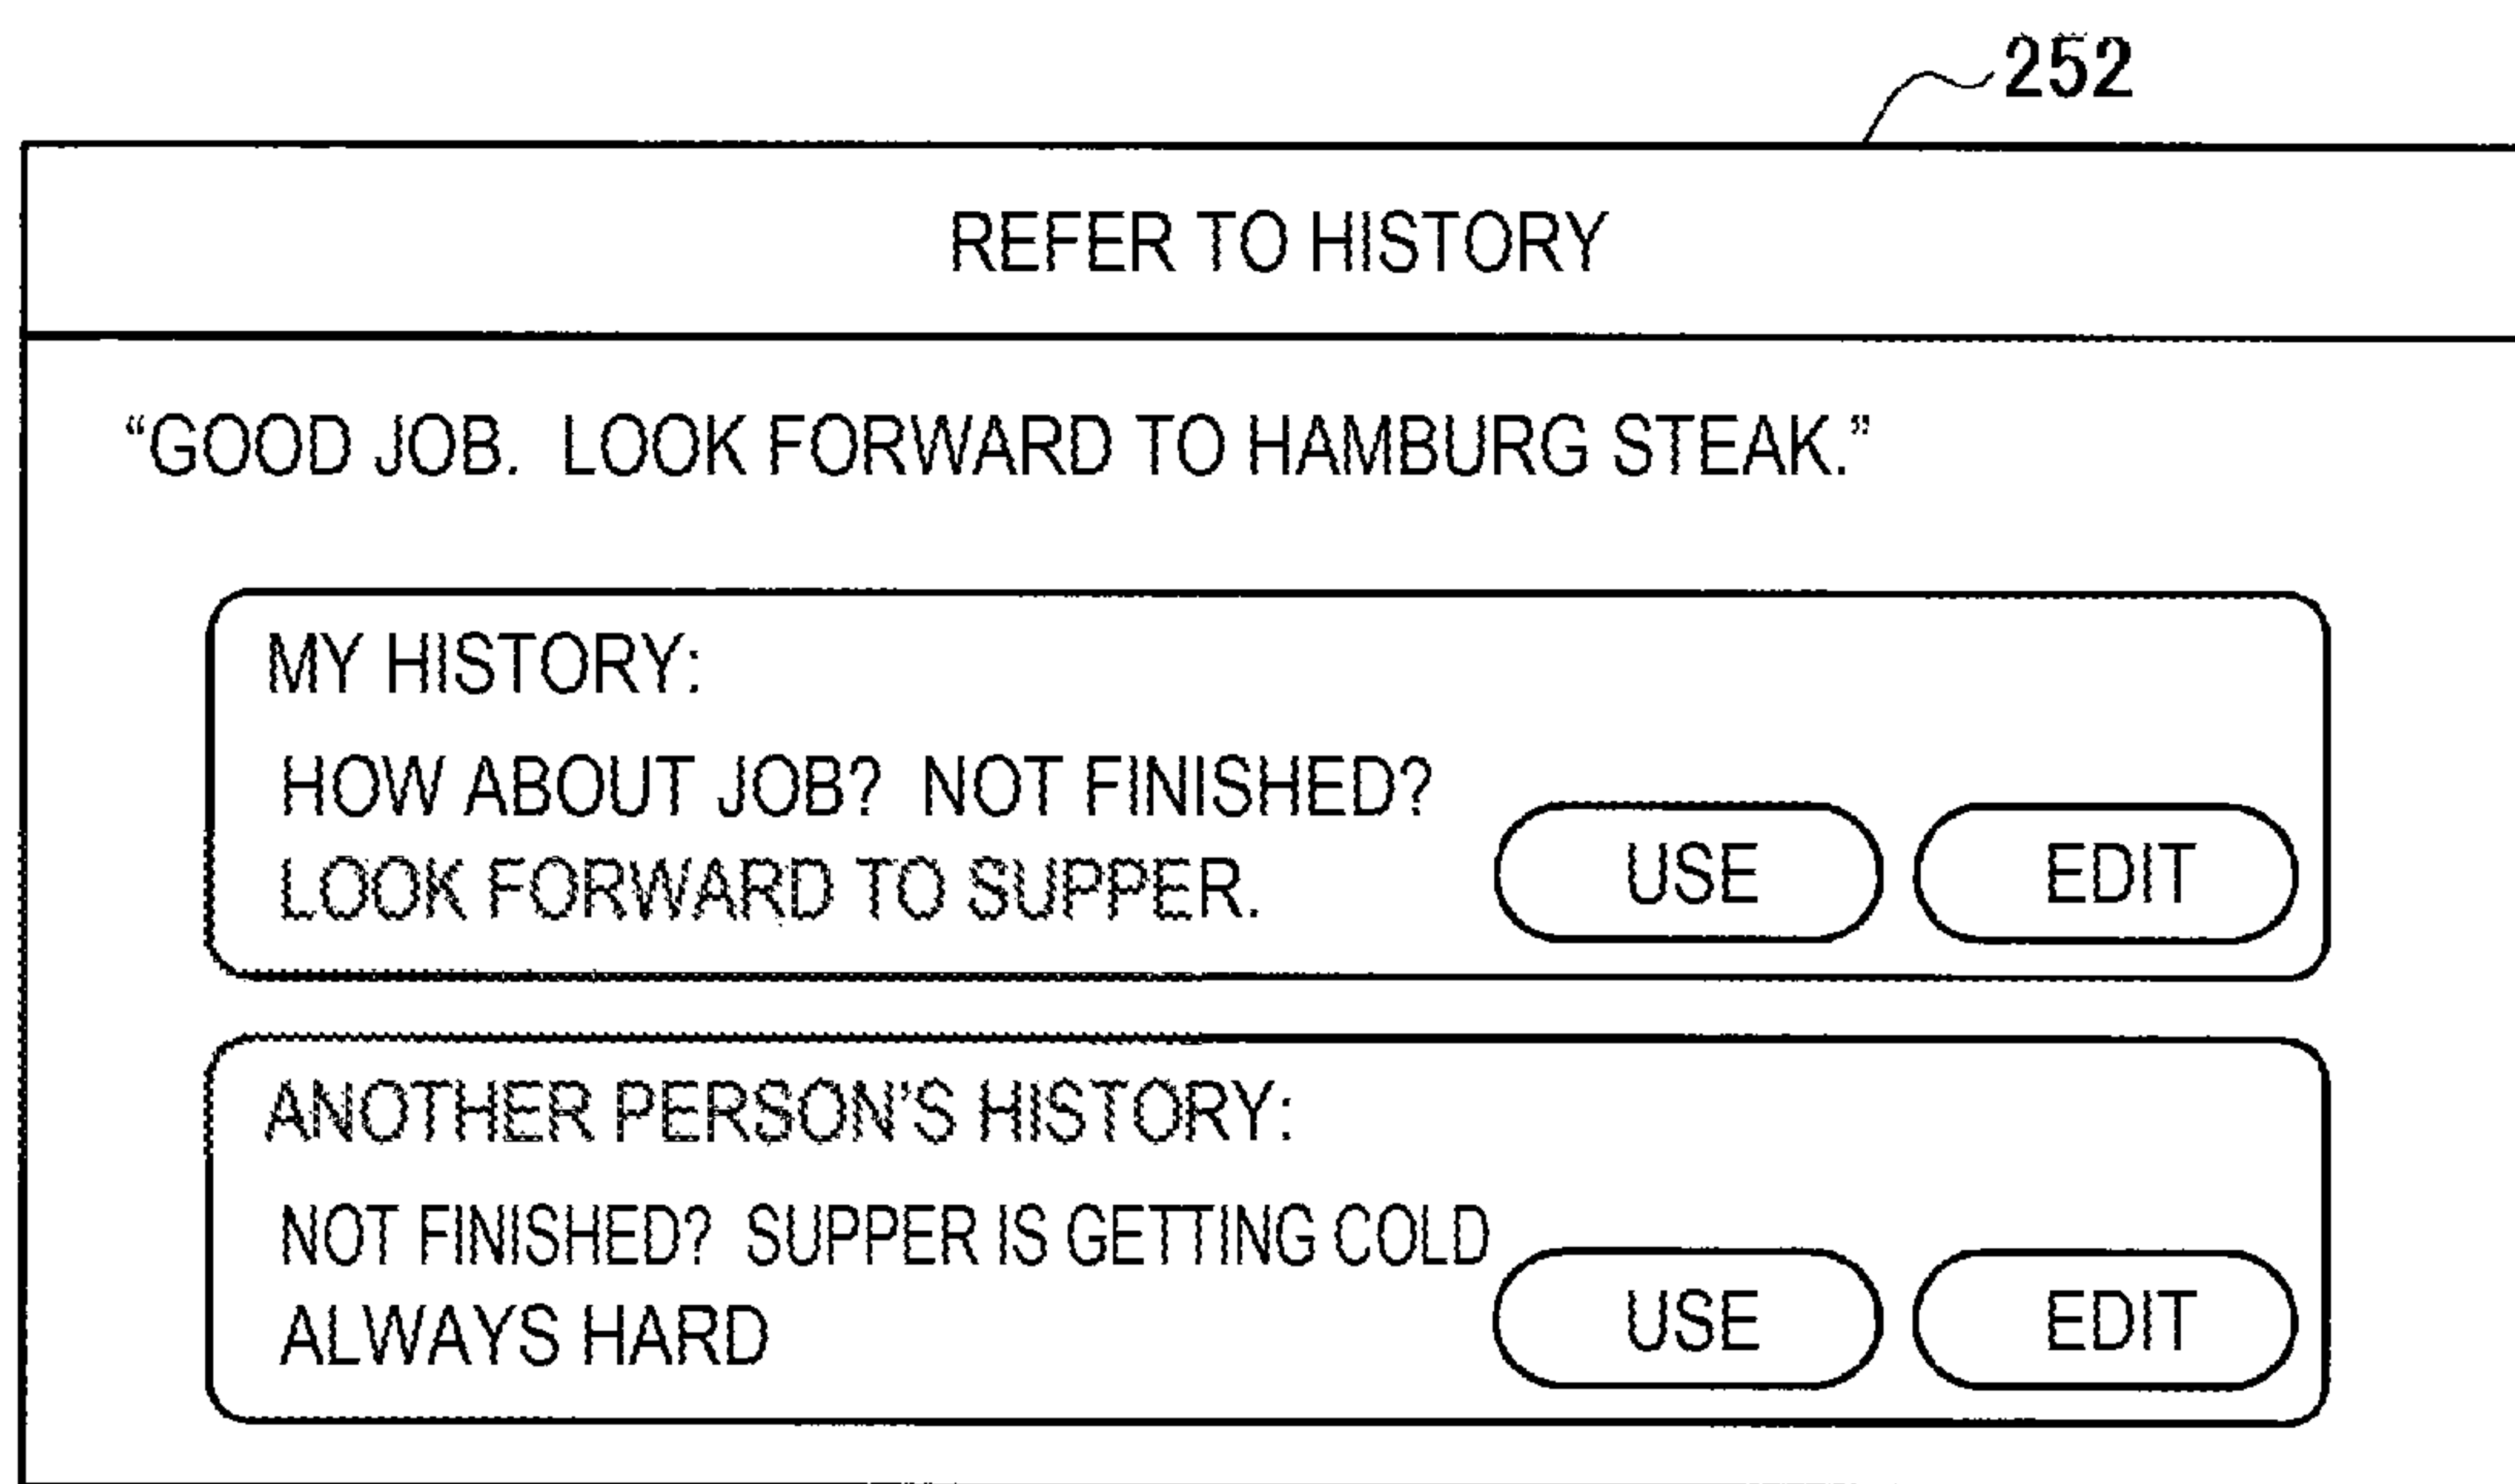 252
REFER TO HISTORY
“GOOD JOB. LOOK FORWARD TO HAMBURG STEAK.”
MY HISTORY:
HOW ABOUT JOB? NOT FINISHED?
LOOK FORWARD TO SUPPER.
USE EDIT
ANOTHER PERSON’S HISTORY:
NOT FINISHED? SUPPER IS GETTING COLD
ALWAYS HARD
USE EDIT